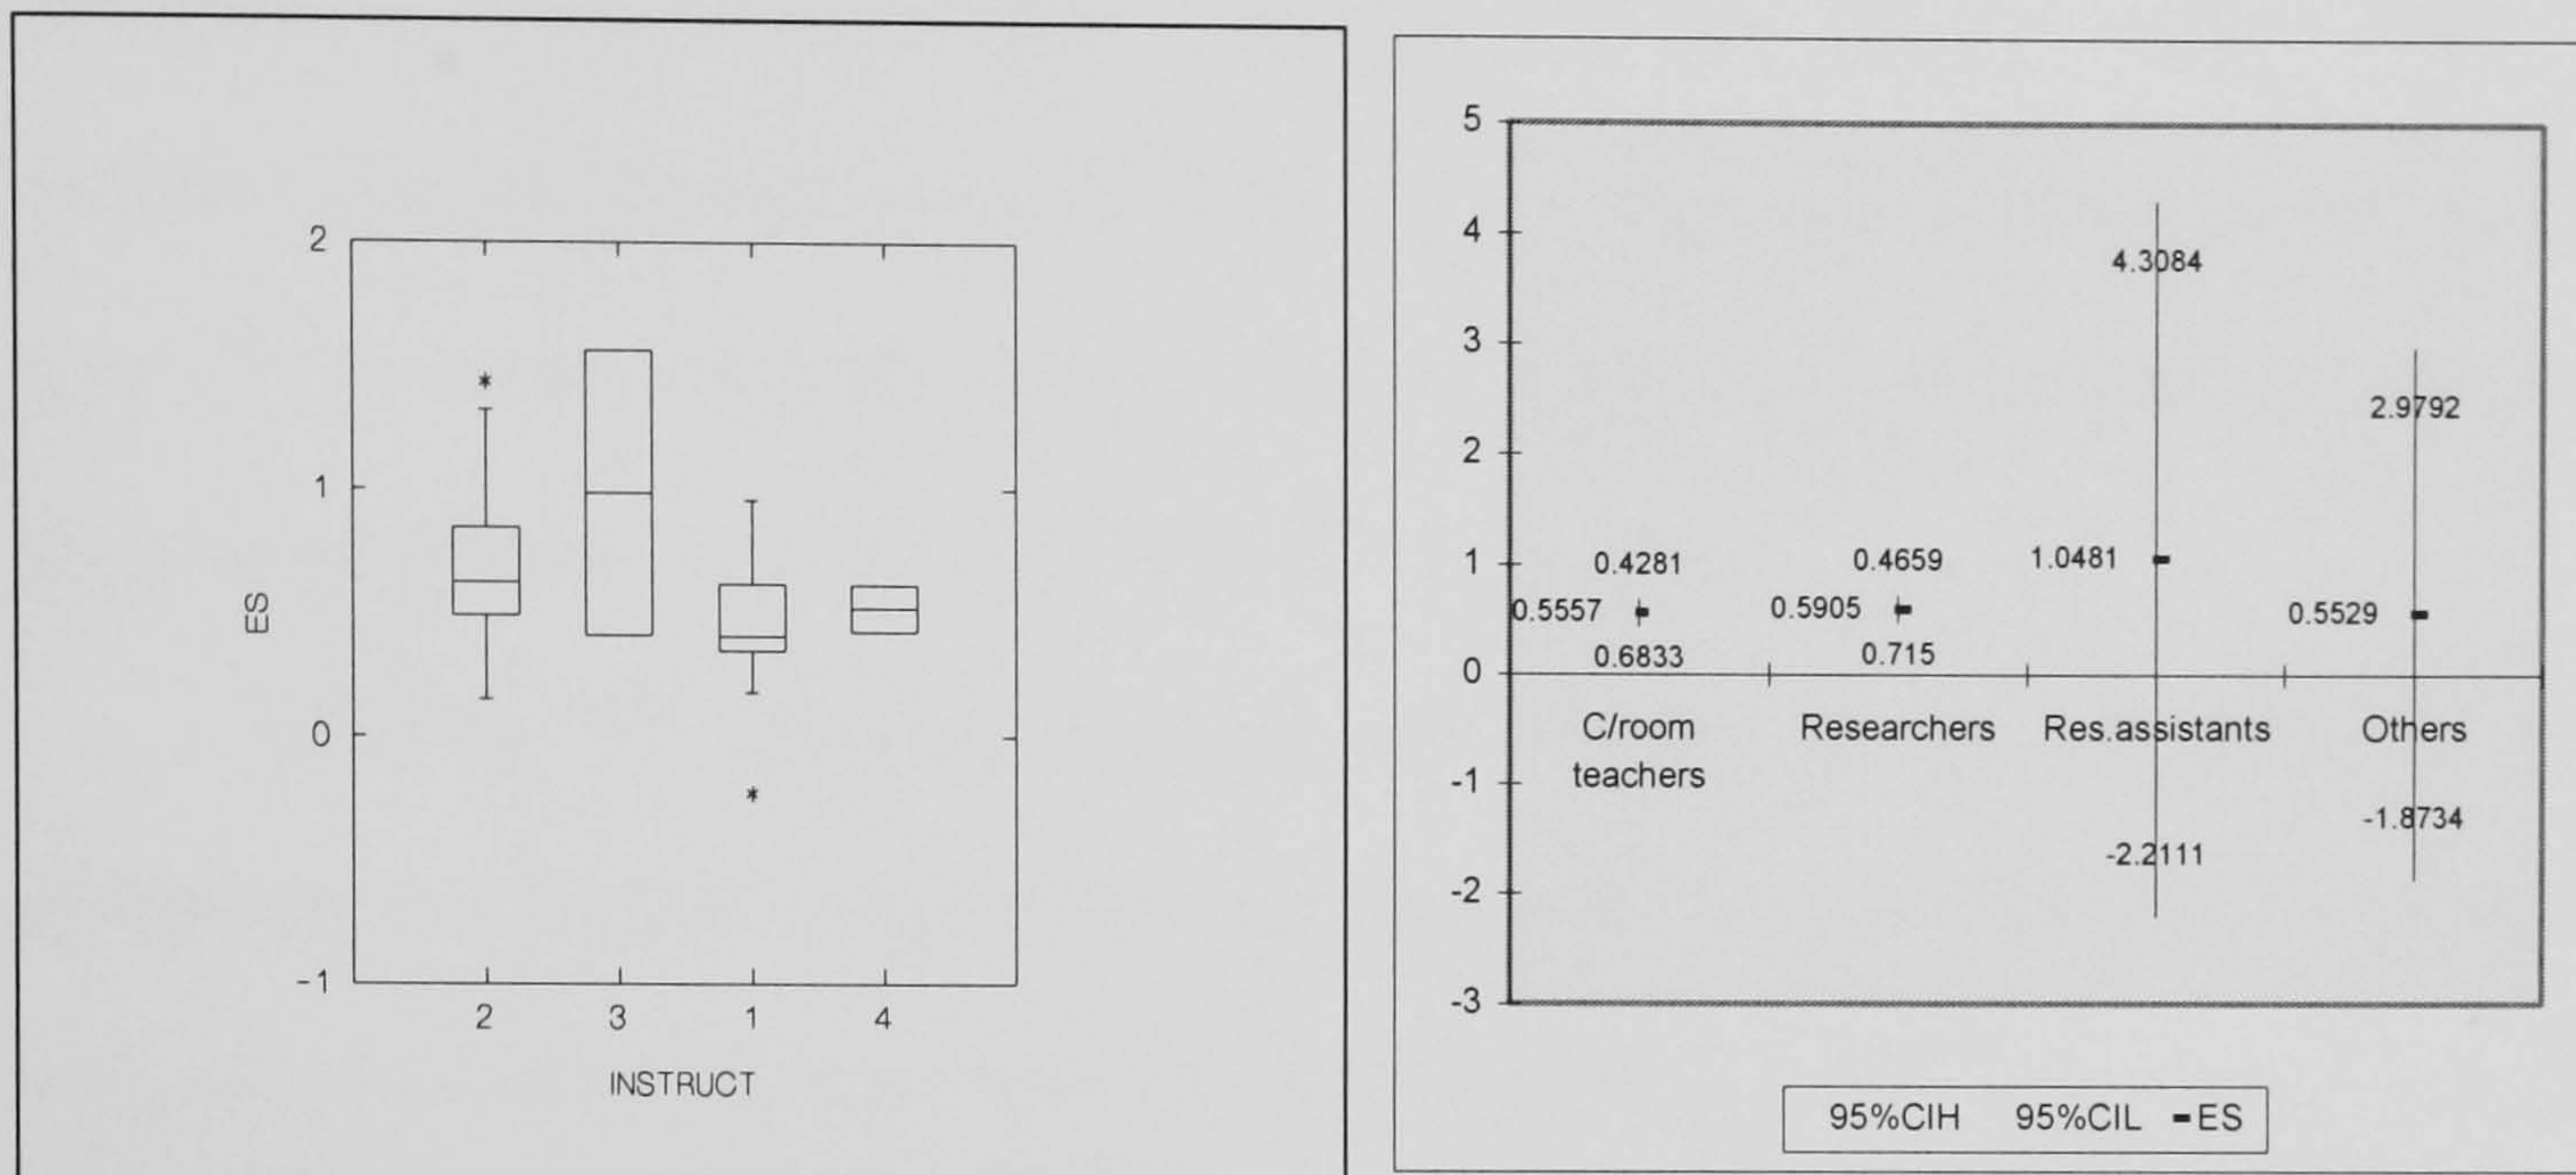 2
1
0
-1
ES
*
*
2 3 1 4
INSTRUCT
5
4
3
2
1
0
-1
-2
-3
4.3084
2.9792
0.4281 0.4659 1.0481
0.5557 0.5905 0.5529
0.6833 0.715
C/room Researchers Res.assistants Others
teachers
-1.8734
-2.2111
95%CIH 95%CIL ES